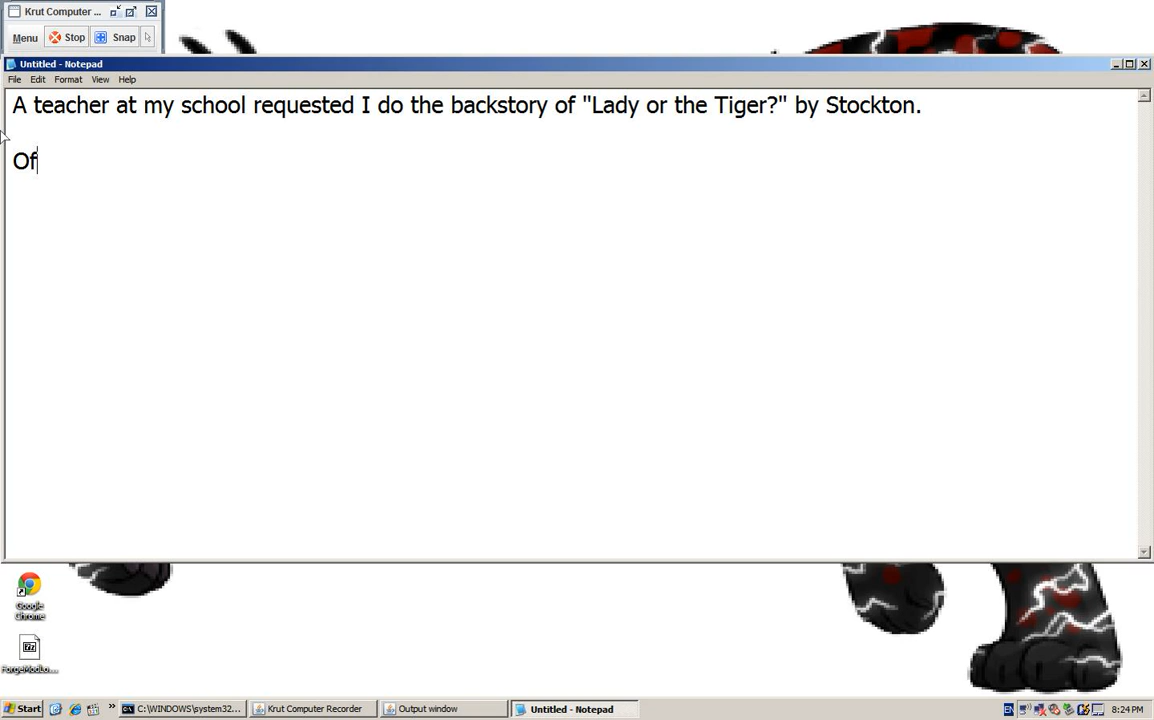 Krut Computer ...
Menu Stop Snap
Untitled - Notepad
File Edit Format View Help
A teacher at my school requested I do the backstory of "Lady or the Tiger?" by Stockton.
Of
Google
Chrome
ForgeModLo...
Start » C:\WINDOWS\system32... Krut Computer Recorder Output window Untitled - Notepad EN 8:24 PM